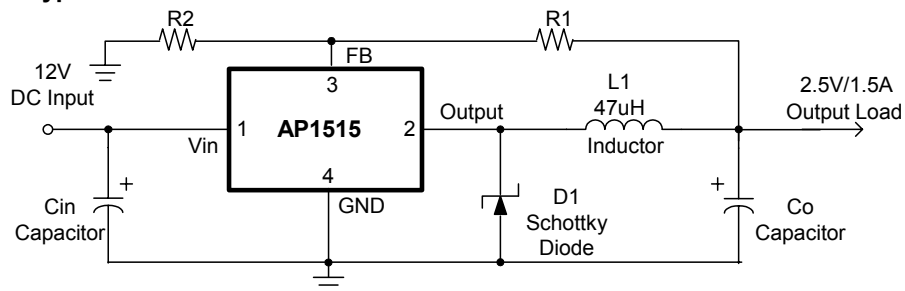 R2
R1
FB
12V
DC Input
3
L1
47uH
2.5V/1.5A
Output Load
Output
1
AP1515
2
Vin
Inductor
4
GND
+
Cin
Capacitor
D1
Schottky
Diode
+
Co
Capacitor